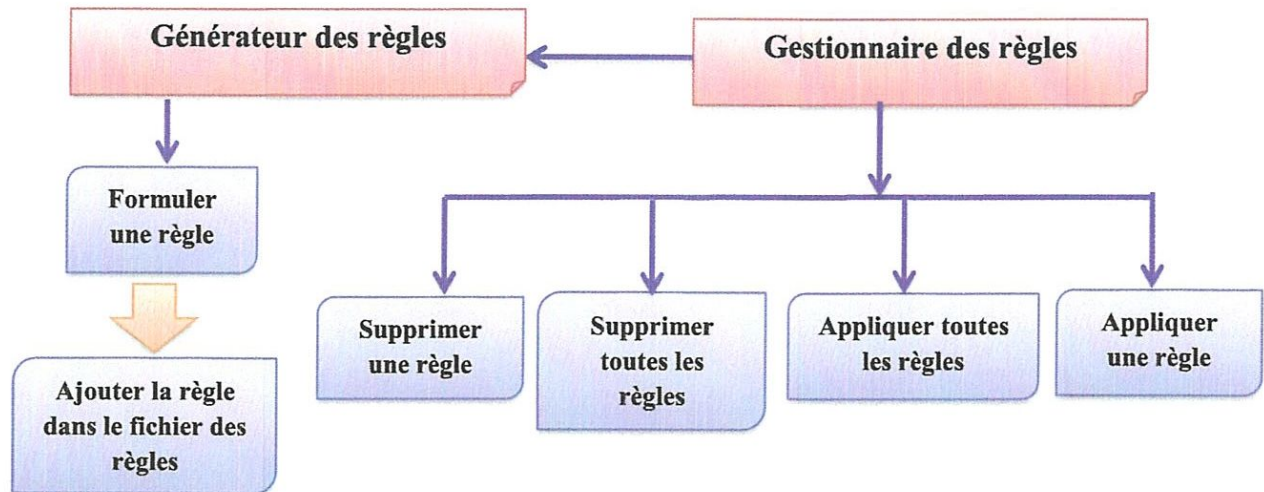 Générateur des règles
Gestionnaire des règles
Formuler
une règle
Ajouter la règle
dans le fichier des
règles
Supprimer
une règle
Supprimer
toutes les
règles
Appliquer toutes
les règles
Appliquer
une règle